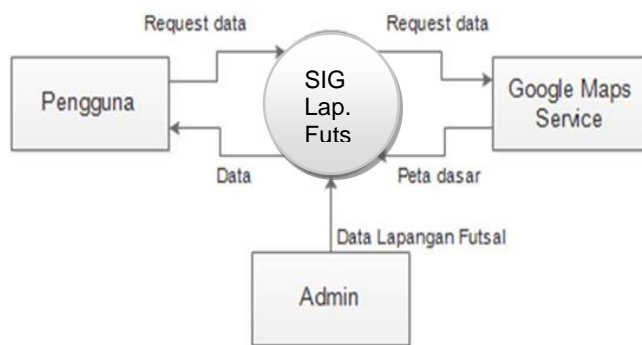 Request data
Request data
Pengguna
SIG
Lap.
Futs
Google Maps
Service
Data
Peta dasar
Data Lapangan Futsal
Admin